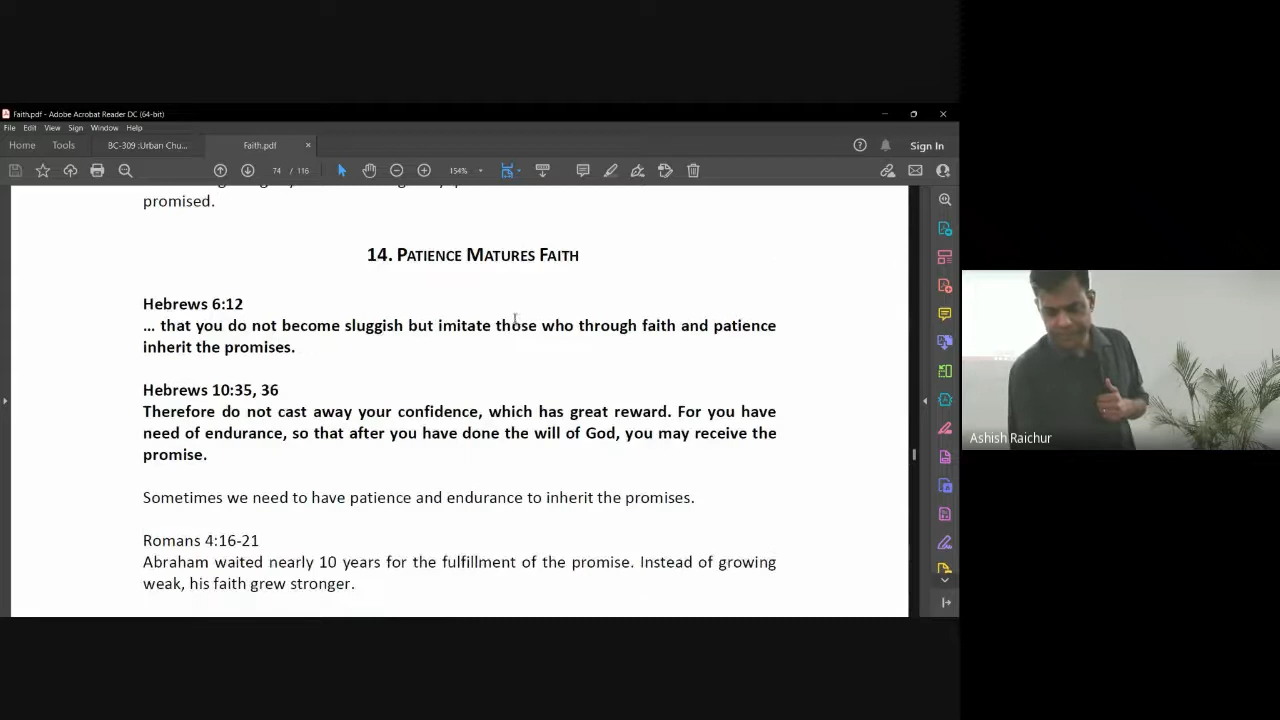 Faith.pdf - Adobe Acrobat Reader DC (64-bit)
File Edit View Sign Window Help
Home Tools BC-309 :Urban Chu... Faith.pdf × Sign In
74 / 116 154%
promised.
14. PATIENCE MATURES FAITH
Hebrews 6:12
... that you do not become sluggish but imitate those who through faith and patience
inherit the promises.
Hebrews 10:35, 36
Therefore do not cast away your confidence, which has great reward. For you have
need of endurance, so that after you have done the will of God, you may receive the
promise.
Sometimes we need to have patience and endurance to inherit the promises.
Romans 4:16-21
Abraham waited nearly 10 years for the fulfillment of the promise. Instead of growing
weak, his faith grew stronger.
Ashish Raichur